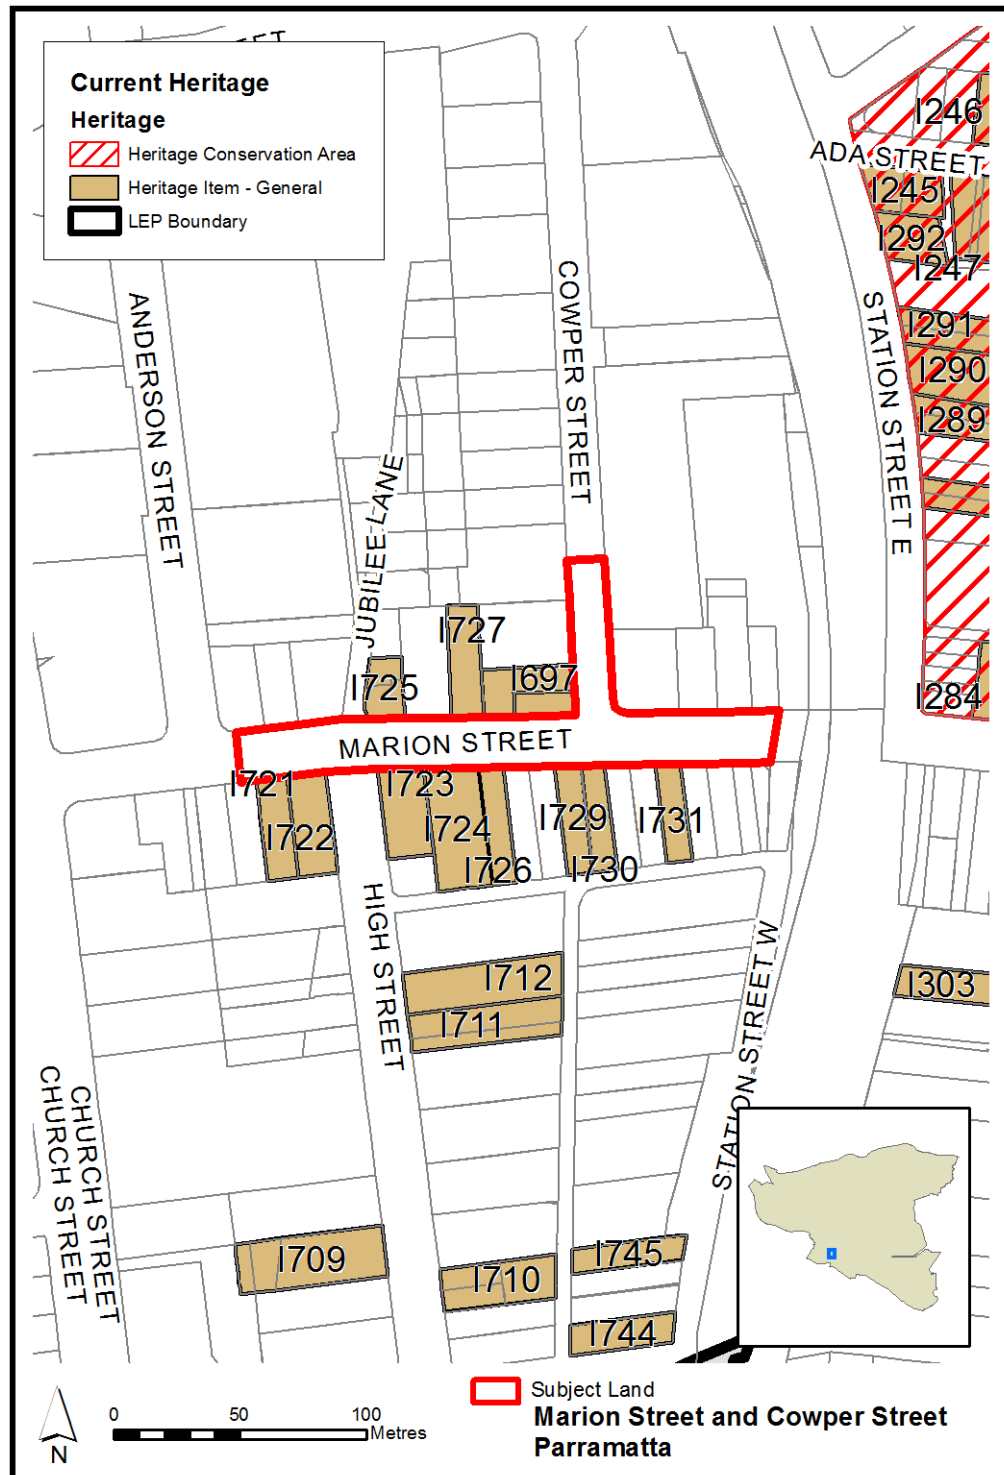 Current Heritage
Heritage
Heritage Conservation Area
Heritage Item - General
LEP Boundary
I246
ADA STREET
I245
I292
I247
COWPER STREET
ANDERSON STREET
STATION STREET E
I291
I290
I289
JUBILEE LANE
I727
I697
I725
I284
MARION STREET
I721
I723
I722
I724
I729
I731
I726
I730
HIGH STREET
I712
I711
I303
STATION STREET W
CHURCH STREET
CHURCH STREET
I709
I710
I745
I744
N
0 50 100
Metres
Subject Land
Marion Street and Cowper Street
Parramatta